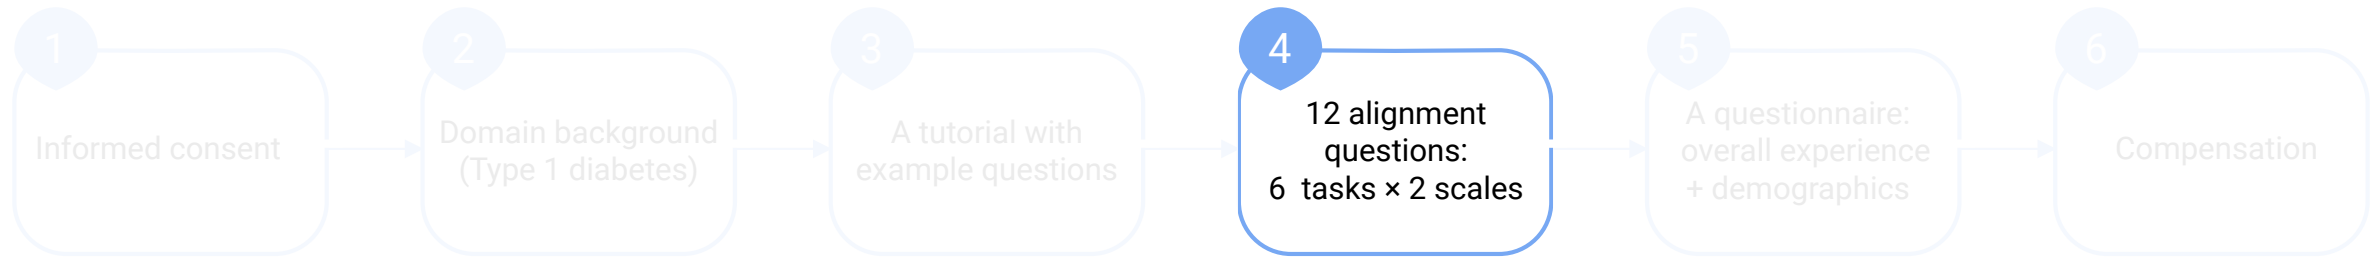 1
Informed consent
2
Domain background
(Type 1 diabetes)
3
A tutorial with
example questions
4
12 alignment
questions:
6 tasks × 2 scales
5
A questionnaire:
overall experience
+ demographics
6
Compensation